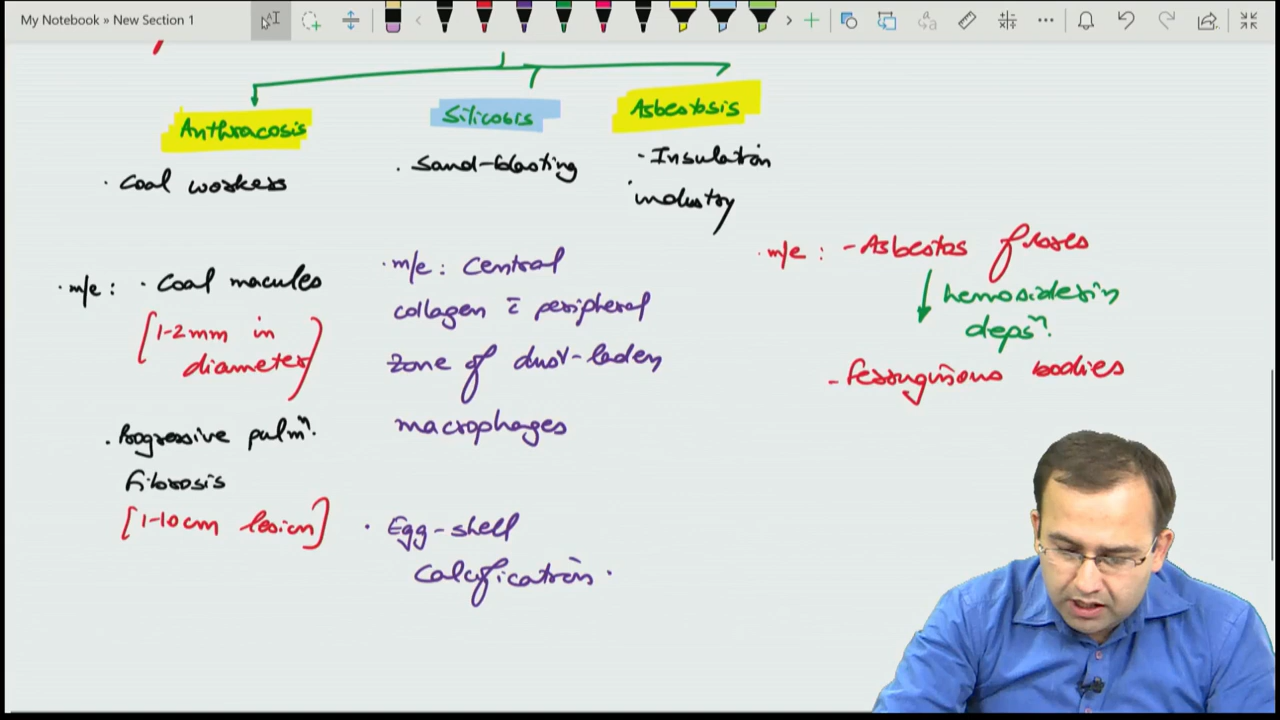 My Notebook » New Section 1
Anthracosis
Silicosis
Asbestosis
· Coal workers
· Sand-blasting
- Insulation
industry
· m/e : · Coal macules
[1-2mm in
diameter]
· Progressive pulmⁿ.
fibrosis
[1-10cm lesion]
· m/e : Central
collagen c̄ peripheral
zone of dust-laden
macrophages
· Egg-shell
calcification.
· m/e : - Asbestos fibres
hemosiderin
depsⁿ.
- ferruginous bodies